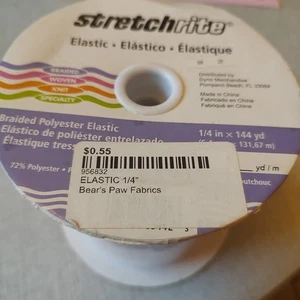 stretchrite®
Elastic • Elástico • Élastique
BRAIDED
WOVEN
KNIT
SPECIALTY
Distributed by
Dyno Merchandise
Pompano Beach, FL 33069
Made in China
Fabricado en China
Fabriqué en Chine
Braided Polyester Elastic
Elástico de poliéster entrelazado
Élastique
1/4 in x 144 yd
131,67 m)
$0.55
yd / m
956832
72% Polyester
ELASTIC 1/4"
Bear's Paw Fabrics